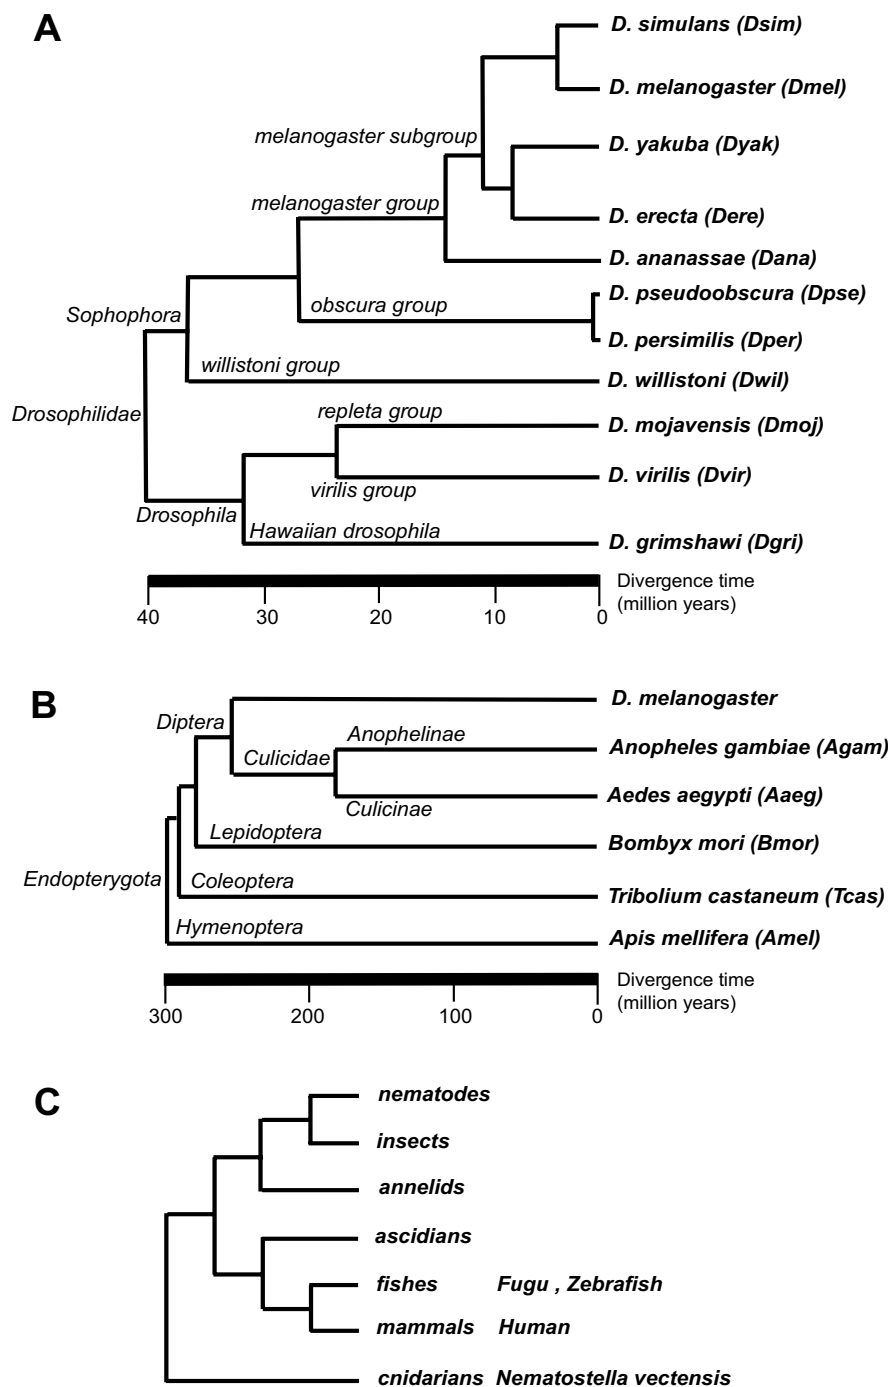 A
D. simulans (Dsim)
D. melanogaster (Dmel)
melanogaster subgroup
D. yakuba (Dyak)
melanogaster group
D. erecta (Dere)
D. ananassae (Dana)
D. pseudoobscura (Dpse)
obscura group
Sophophora
D. persimilis (Dper)
willistoni group
D. willistoni (Dwil)
repleta group
Drosophilidae
D. mojavensis (Dmoj)
D. virilis (Dvir)
virilis group
Drosophila
Hawaiian drosophila
D. grimshawi (Dgri)
Divergence time
(million years)
40 30 20 10 0
B
D. melanogaster
Diptera
Anophelinae
Culicidae
Anopheles gambiae (Agam)
Aedes aegypti (Aaeg)
Culicinae
Lepidoptera
Bombyx mori (Bmor)
Endopterygota
Coleoptera
Tribolium castaneum (Tcas)
Hymenoptera
Apis mellifera (Amel)
Divergence time
(million years)
300 200 100 0
C
nematodes
insects
annelids
ascidians
fishes Fugu , Zebrafish
mammals Human
cnidarians Nematostella vectensis